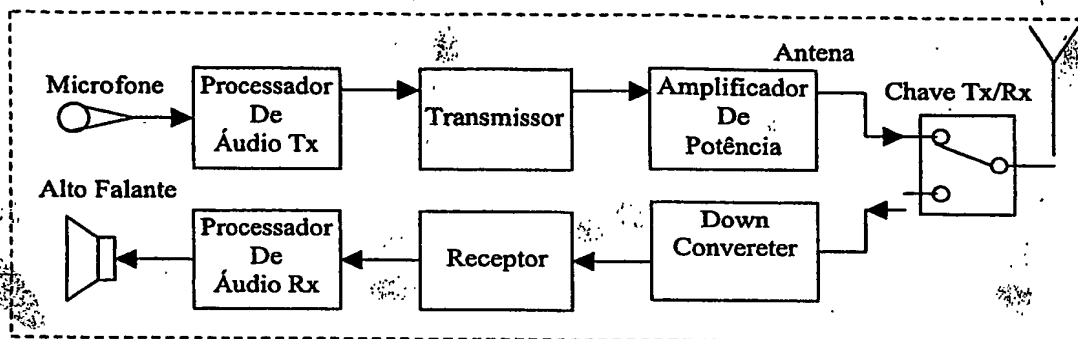 Antena
Microfone
Processador
De
Áudio Tx
Transmissor
Amplificador
De
Potência
Chave Tx/Rx
Alto Falante
Processador
De
Áudio Rx
Receptor
Down
Convereter